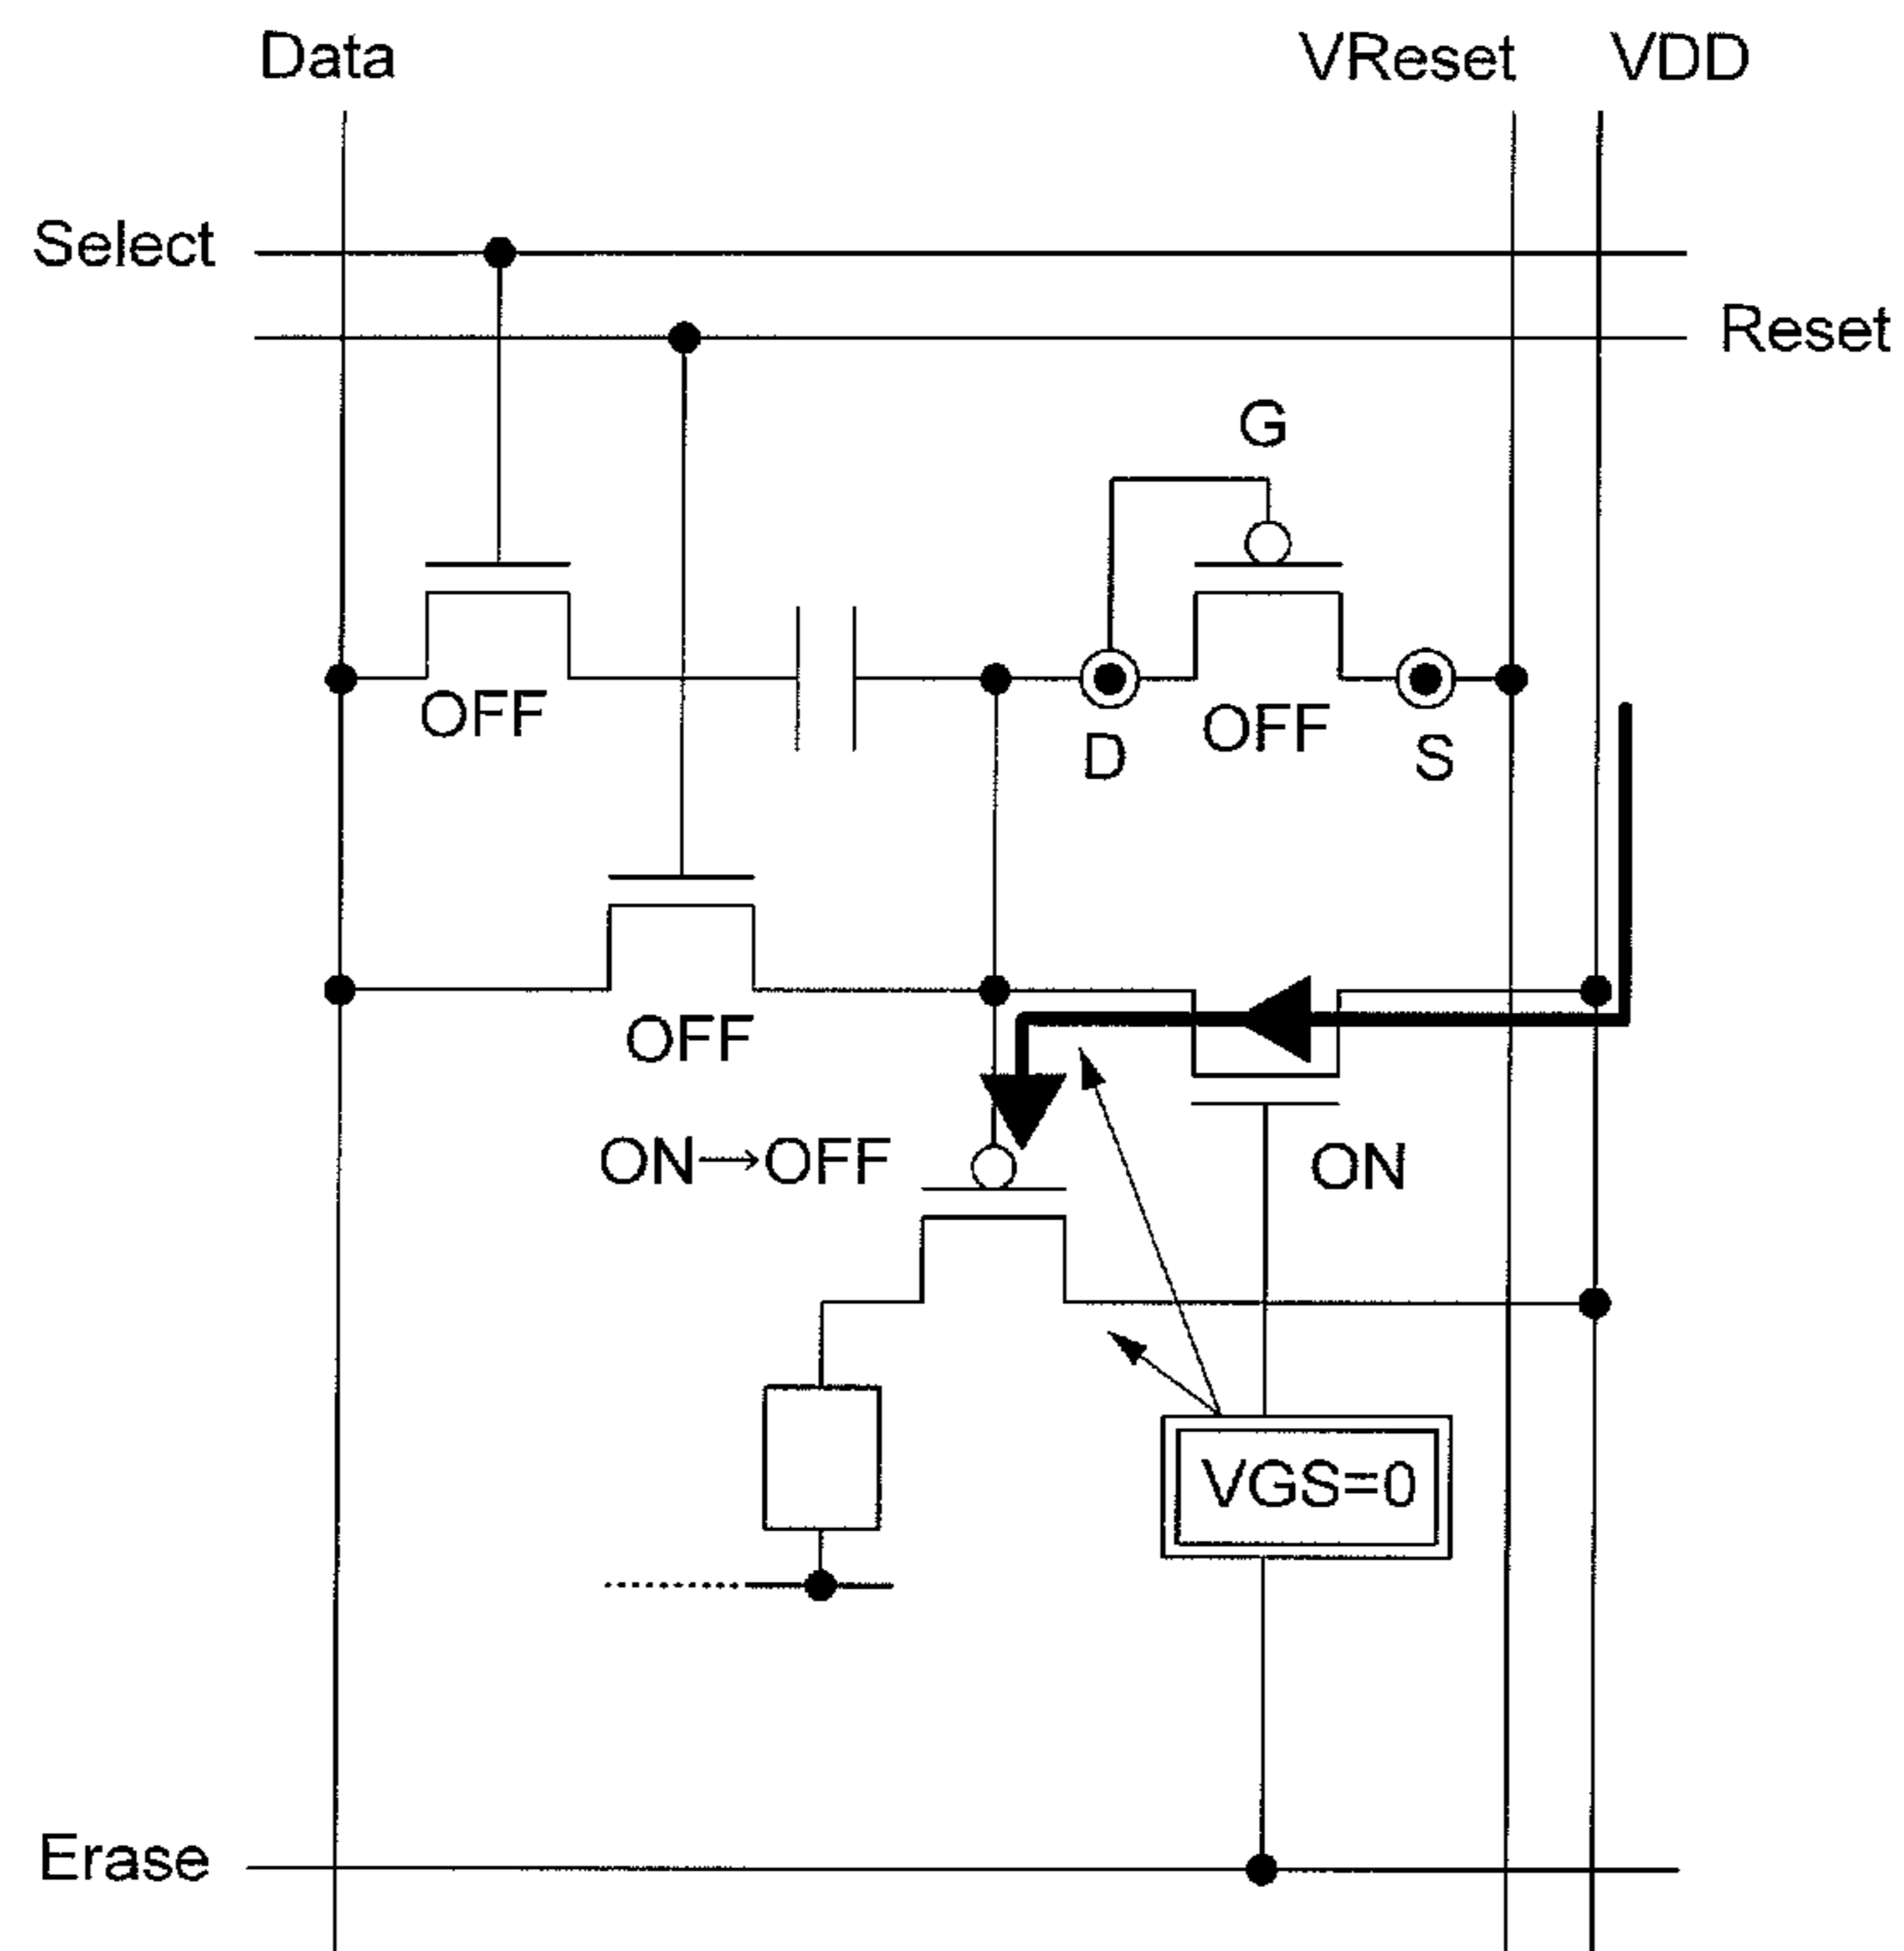 Data
VReset
VDD
Select
Reset
G
OFF
D
OFF
S
OFF
ON→OFF
ON
VGS=0
Erase